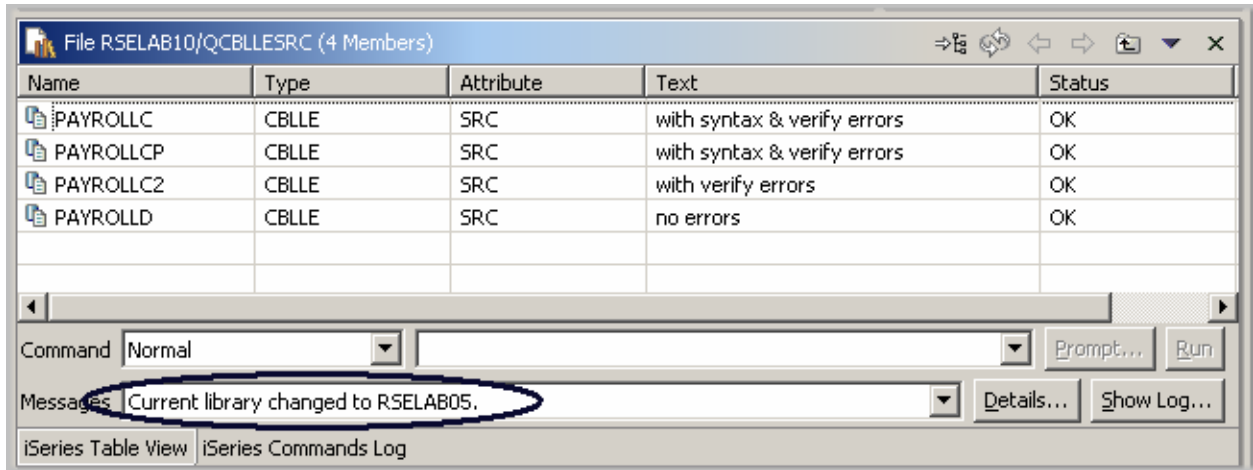 File RSELAB10/QCBLLESRC (4 Members)
Name Type Attribute Text Status
PAYROLLC CBLLE SRC with syntax & verify errors OK
PAYROLLCP CBLLE SRC with syntax & verify errors OK
PAYROLLC2 CBLLE SRC with verify errors OK
PAYROLLD CBLLE SRC no errors OK
Command Normal Prompt... Run
Messages Current library changed to RSELAB05. Details... Show Log...
iSeries Table View iSeries Commands Log